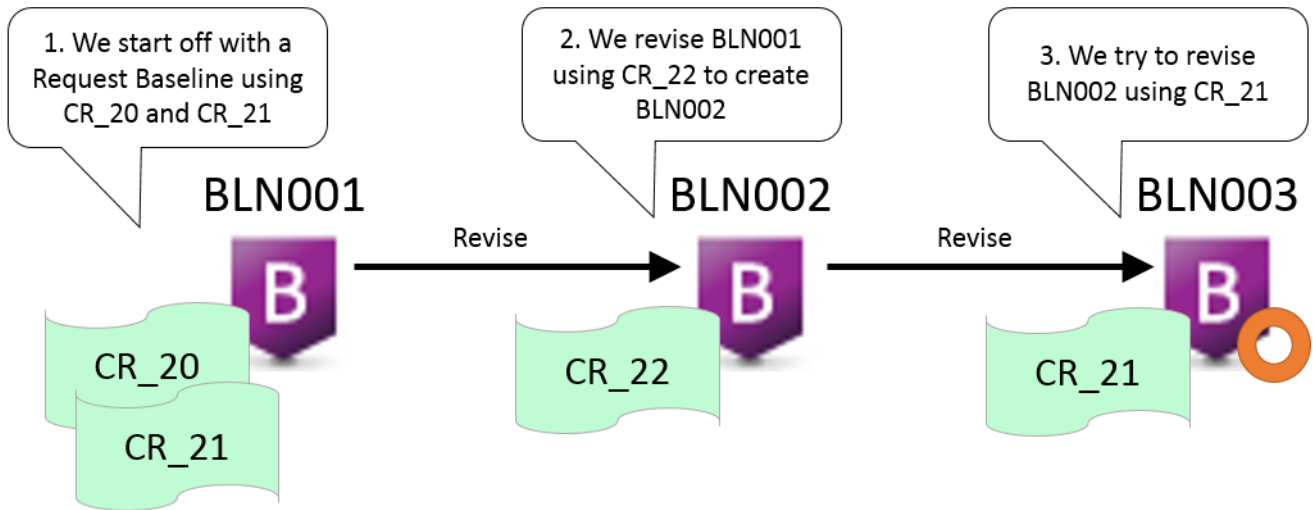 1. We start off with a
Request Baseline using
CR_20 and CR_21
2. We revise BLN001
using CR_22 to create
BLN002
3. We try to revise
BLN002 using CR_21
BLN001
BLN002
BLN003
Revise
Revise
B
B
B
CR_20
CR_21
CR_22
CR_21